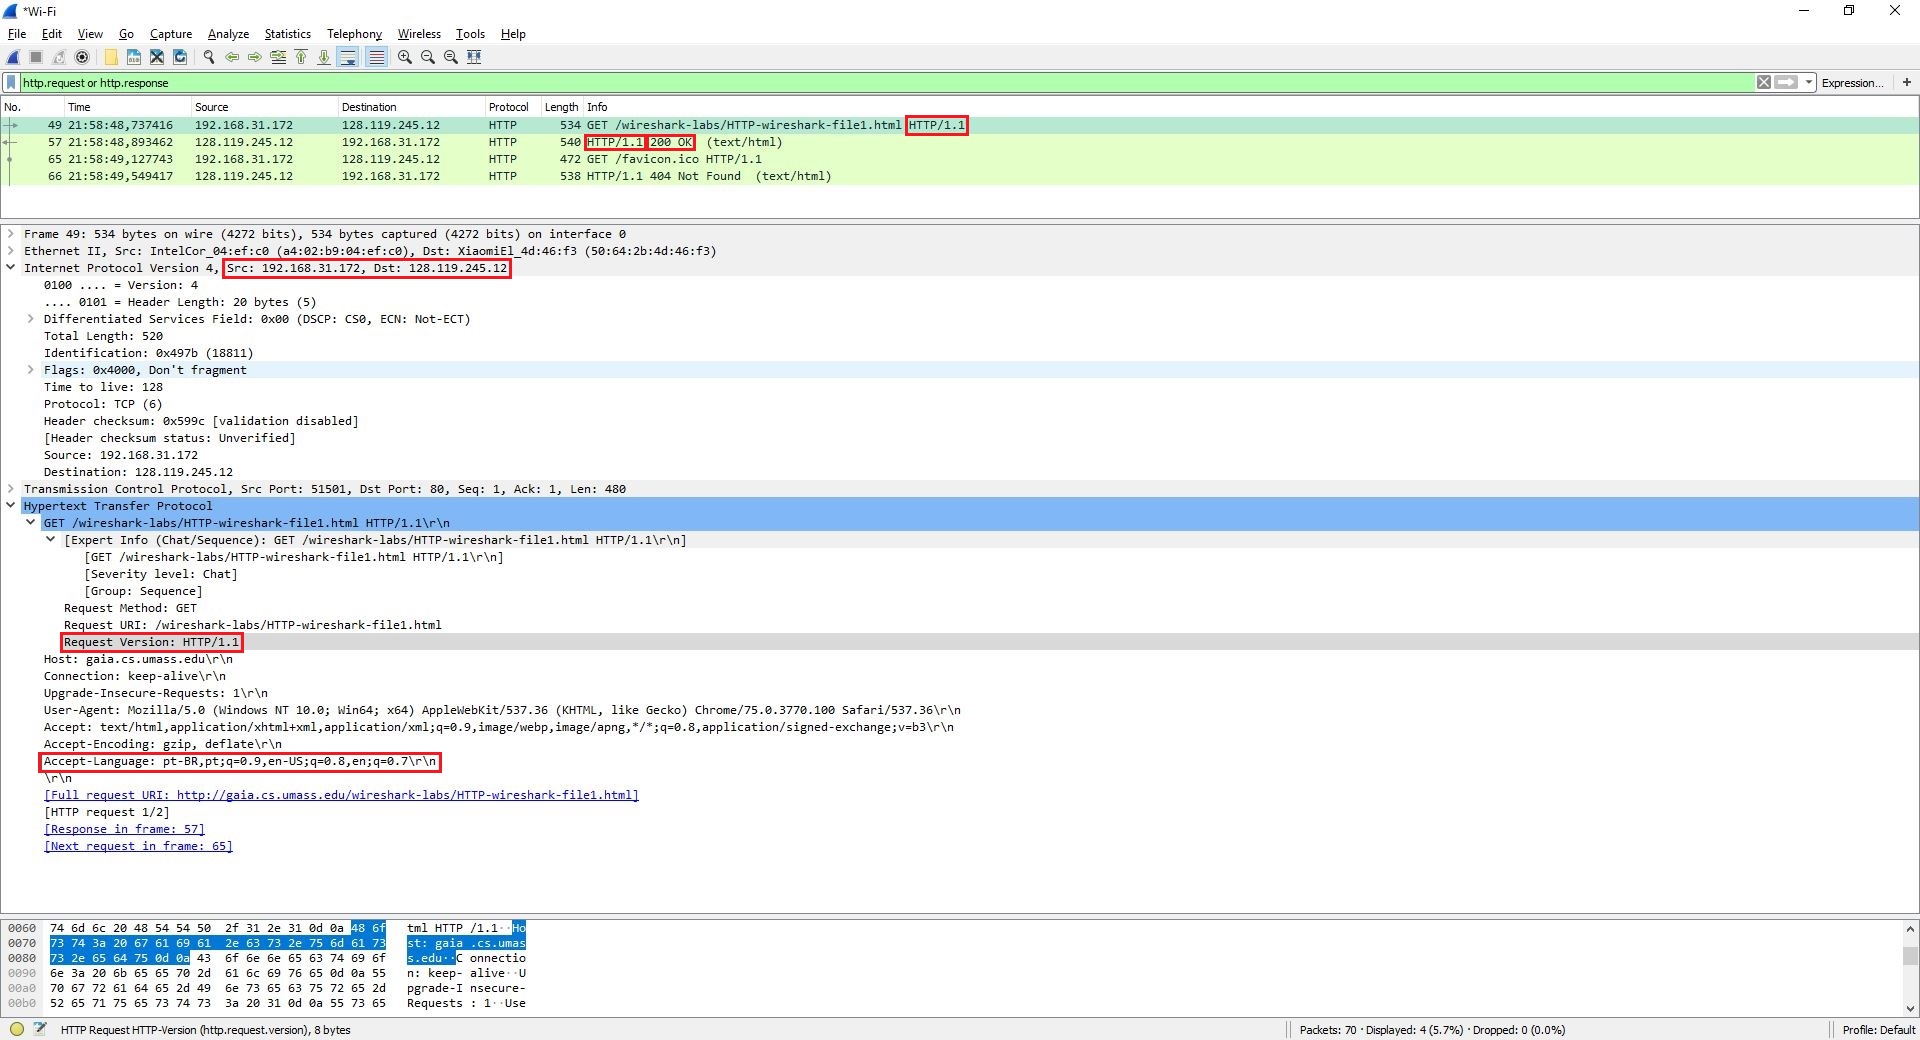 *Wi-Fi
File Edit View Go Capture Analyze Statistics Telephony Wireless Tools Help
http.request or http.response Expression... +
No. Time Source Destination Protocol Length Info
49 21:58:48,737416 192.168.31.172 128.119.245.12 HTTP 534 GET /wireshark-labs/HTTP-wireshark-file1.html HTTP/1.1
57 21:58:48,893462 128.119.245.12 192.168.31.172 HTTP 540 HTTP/1.1 200 OK (text/html)
65 21:58:49,127743 192.168.31.172 128.119.245.12 HTTP 472 GET /favicon.ico HTTP/1.1
66 21:58:49,549417 128.119.245.12 192.168.31.172 HTTP 538 HTTP/1.1 404 Not Found (text/html)
Frame 49: 534 bytes on wire (4272 bits), 534 bytes captured (4272 bits) on interface 0
Ethernet II, Src: IntelCor_04:ef:c0 (a4:02:b9:04:ef:c0), Dst: XiaomiEl_4d:46:f3 (50:64:2b:4d:46:f3)
Internet Protocol Version 4, Src: 192.168.31.172, Dst: 128.119.245.12
0100 .... = Version: 4
.... 0101 = Header Length: 20 bytes (5)
Differentiated Services Field: 0x00 (DSCP: CS0, ECN: Not-ECT)
Total Length: 520
Identification: 0x497b (18811)
Flags: 0x4000, Don't fragment
Time to live: 128
Protocol: TCP (6)
Header checksum: 0x599c [validation disabled]
[Header checksum status: Unverified]
Source: 192.168.31.172
Destination: 128.119.245.12
Transmission Control Protocol, Src Port: 51501, Dst Port: 80, Seq: 1, Ack: 1, Len: 480
Hypertext Transfer Protocol
GET /wireshark-labs/HTTP-wireshark-file1.html HTTP/1.1\r\n
[Expert Info (Chat/Sequence): GET /wireshark-labs/HTTP-wireshark-file1.html HTTP/1.1\r\n]
[GET /wireshark-labs/HTTP-wireshark-file1.html HTTP/1.1\r\n]
[Severity level: Chat]
[Group: Sequence]
Request Method: GET
Request URI: /wireshark-labs/HTTP-wireshark-file1.html
Request Version: HTTP/1.1
Host: gaia.cs.umass.edu\r\n
Connection: keep-alive\r\n
Upgrade-Insecure-Requests: 1\r\n
User-Agent: Mozilla/5.0 (Windows NT 10.0; Win64; x64) AppleWebKit/537.36 (KHTML, like Gecko) Chrome/75.0.3770.100 Safari/537.36\r\n
Accept: text/html,application/xhtml+xml,application/xml;q=0.9,image/webp,image/apng,*/*;q=0.8,application/signed-exchange;v=b3\r\n
Accept-Encoding: gzip, deflate\r\n
Accept-Language: pt-BR,pt;q=0.9,en-US;q=0.8,en;q=0.7\r\n
\r\n
[Full request URI: http://gaia.cs.umass.edu/wireshark-labs/HTTP-wireshark-file1.html]
[HTTP request 1/2]
[Response in frame: 57]
[Next request in frame: 65]
0060 74 6d 6c 20 48 54 54 50 2f 31 2e 31 0d 0a 48 6f tml HTTP /1.1··Ho
0070 73 74 3a 20 67 61 69 61 2e 63 73 2e 75 6d 61 73 st: gaia .cs.umas
0080 73 2e 65 64 75 0d 0a 43 6f 6e 6e 65 63 74 69 6f s.edu··C onnectio
0090 6e 3a 20 6b 65 65 70 2d 61 6c 69 76 65 0d 0a 55 n: keep- alive··U
00a0 70 67 72 61 64 65 2d 49 6e 73 65 63 75 72 65 2d pgrade-I nsecure-
00b0 52 65 71 75 65 73 74 73 3a 20 31 0d 0a 55 73 65 Requests : 1··Use
HTTP Request HTTP-Version (http.request.version), 8 bytes Packets: 70 · Displayed: 4 (5.7%) · Dropped: 0 (0.0%) Profile: Default